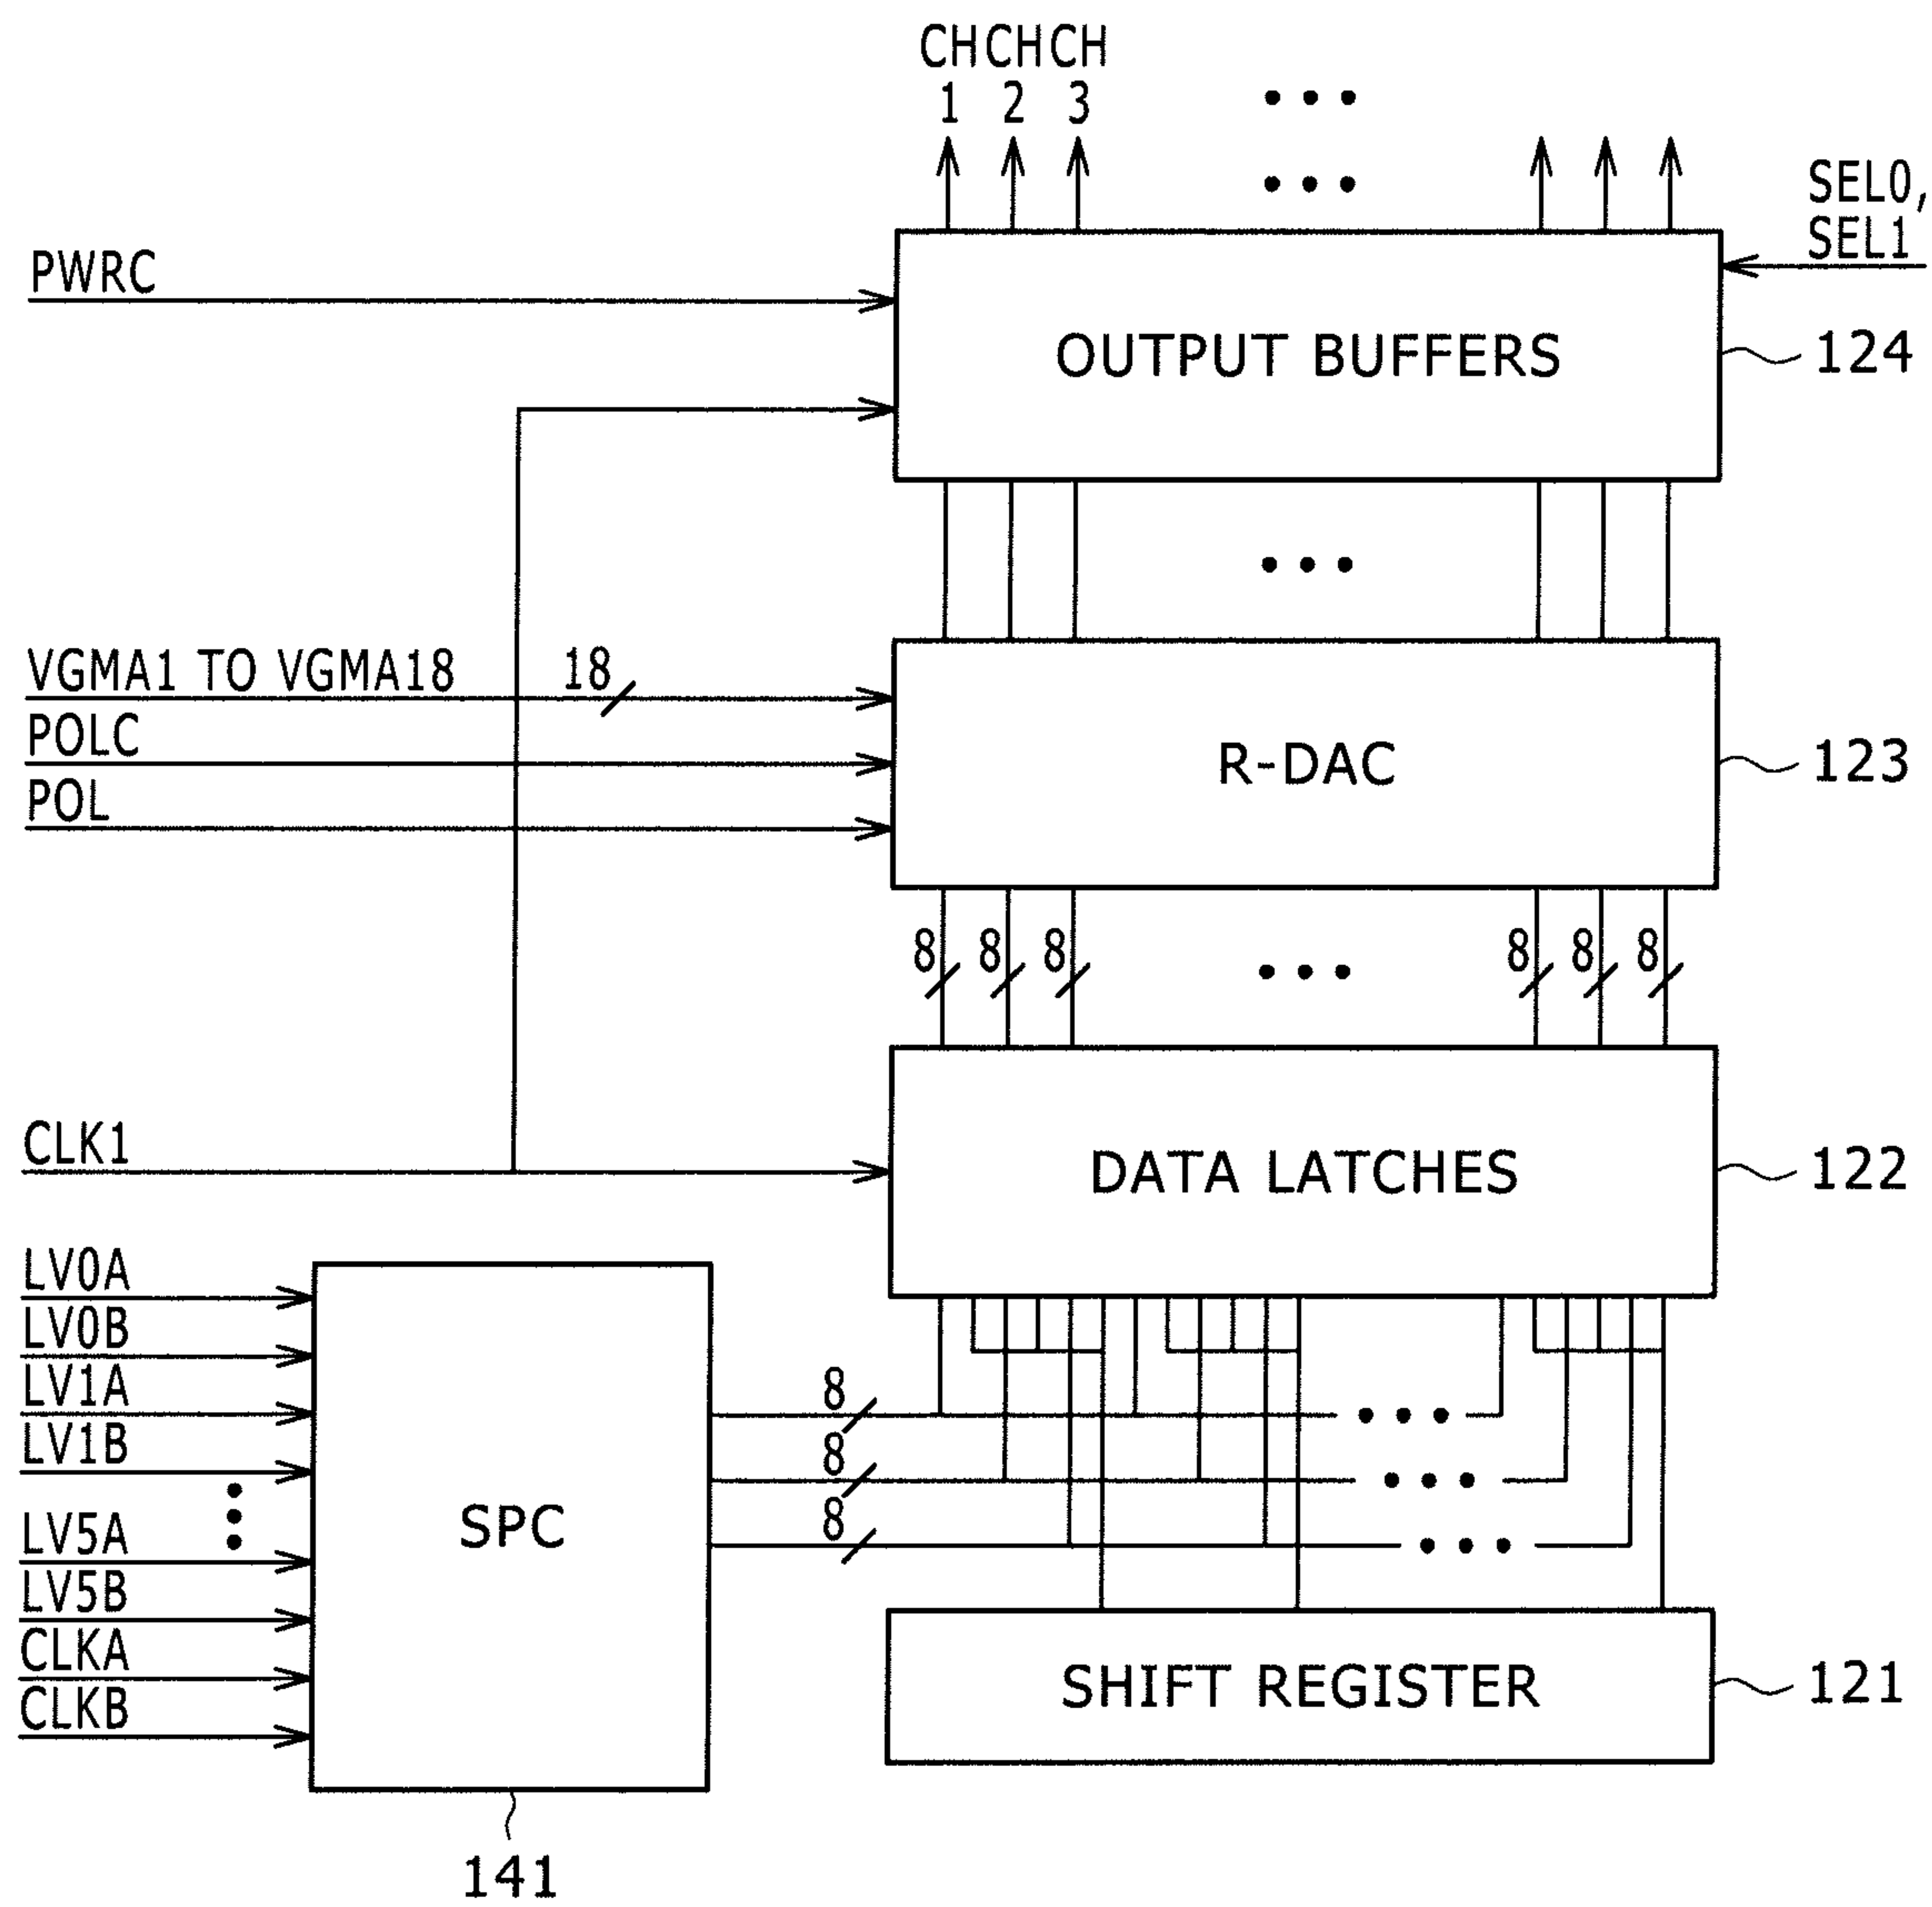 CH CH CH
1 2 3
SEL0,
SEL1
PWRC
OUTPUT BUFFERS
124
VGMA1 TO VGMA18
18
POLC
POL
R-DAC
123
8 8 8 8 8 8
CLK1
DATA LATCHES
122
LV0A
LV0B
LV1A
LV1B
LV5A
LV5B
CLKA
CLKB
SPC
8
8
8
SHIFT REGISTER
121
141